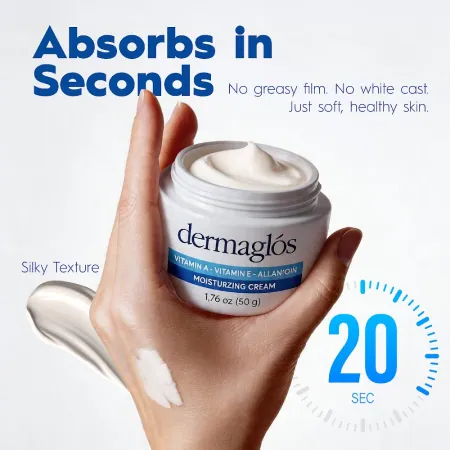 Absorbs in
Seconds
No greasy film. No white cast.
Just soft, healthy skin.
dermaglós
VITAMIN A - VITAMIN E - ALLANTOIN
MOISTURZING CREAM
1,76 oz (50 g)
Silky Texture
20
SEC